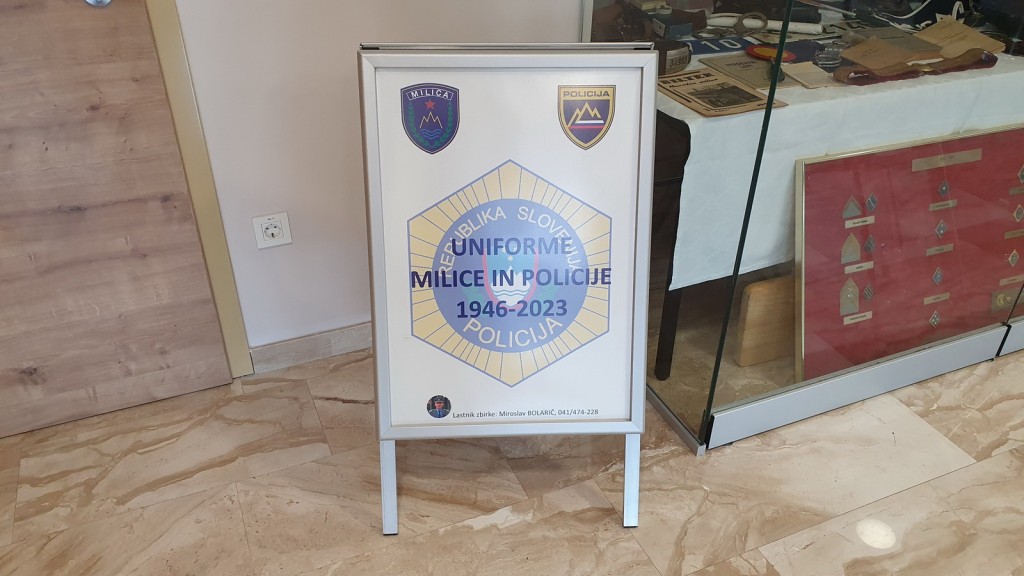 MILICA
POLICIJA
REPUBLIKA SLOVENIJA
UNIFORME
MILICE IN POLICIJE
1946-2023
POLICIJA
Lastnik zbirke: Miroslav BOLARIČ, 041/474-228